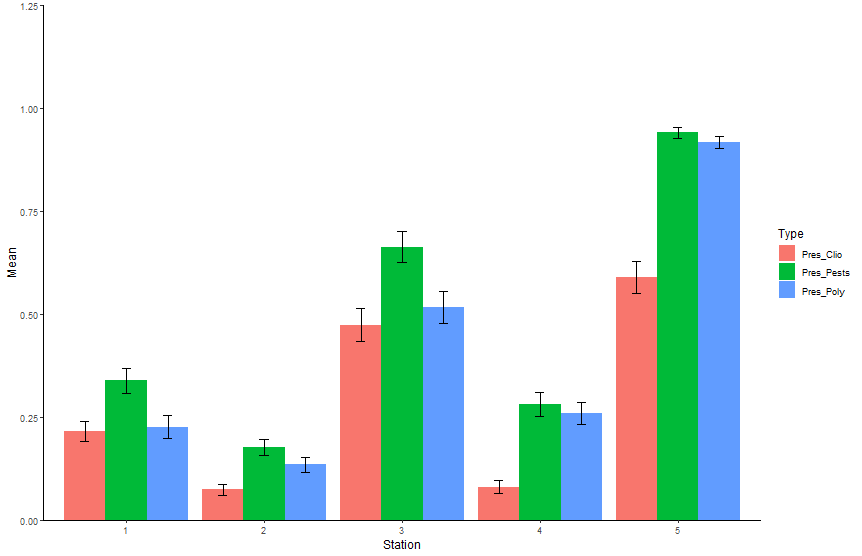 1.25
1.00
0.75
0.50
0.25
0.00
Mean
1 2 3 4 5
Station
Type
Pres_Clio
Pres_Pests
Pres_Poly